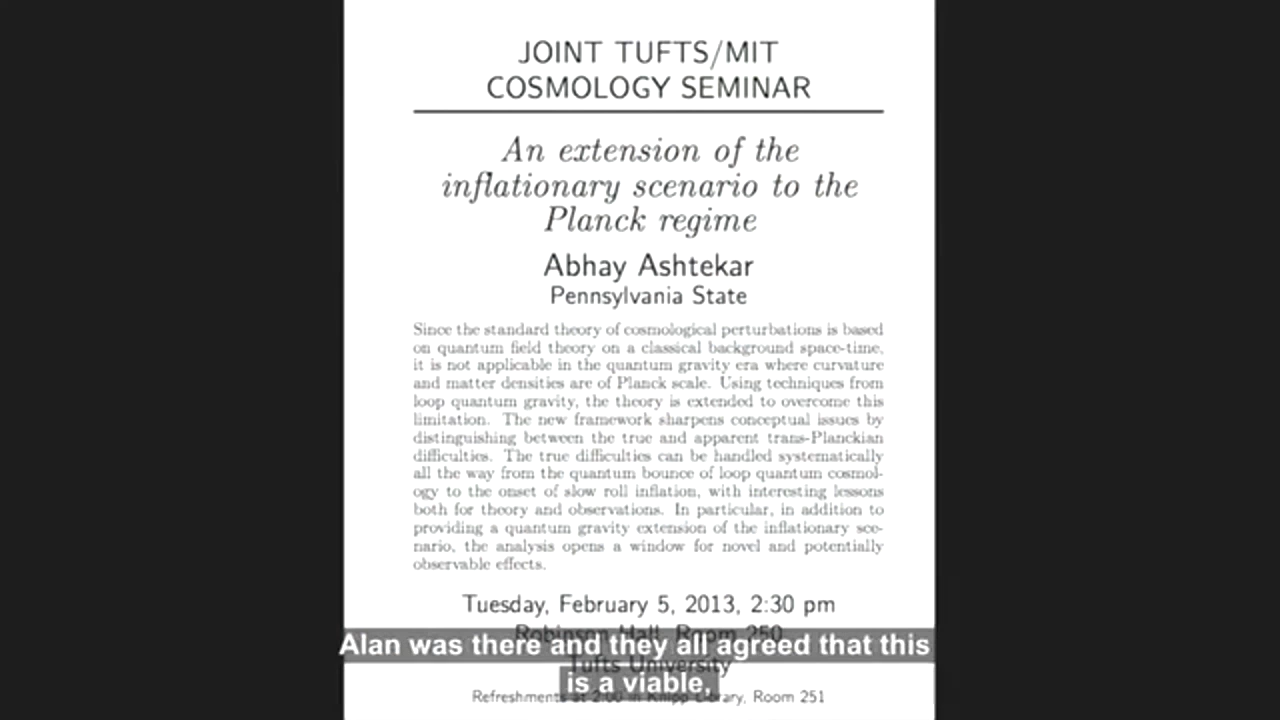 JOINT TUFTS/MIT
COSMOLOGY SEMINAR
An extension of the
inflationary scenario to the
Planck regime
Abhay Ashtekar
Pennsylvania State
Since the standard theory of cosmological perturbations is based
on quantum field theory on a classical background space-time,
it is not applicable in the quantum gravity era where curvature
and matter densities are of Planck scale. Using techniques from
loop quantum gravity, the theory is extended to overcome this
limitation. The new framework sharpens conceptual issues by
distinguishing between the true and apparent trans-Planckian
difficulties. The true difficulties can be handled systematically
all the way from the quantum bounce of loop quantum cosmol-
ogy to the onset of slow roll inflation, with interesting lessons
both for theory and observations. In particular, in addition to
providing a quantum gravity extension of the inflationary sce-
nario, the analysis opens a window for novel and potentially
observable effects.
Tuesday, February 5, 2013, 2:30 pm
Robinson Hall, Room 250
Alan was there and they all agreed that this
Tufts University
is a viable,
Refreshments at 2:00 in Knipp Library, Room 251